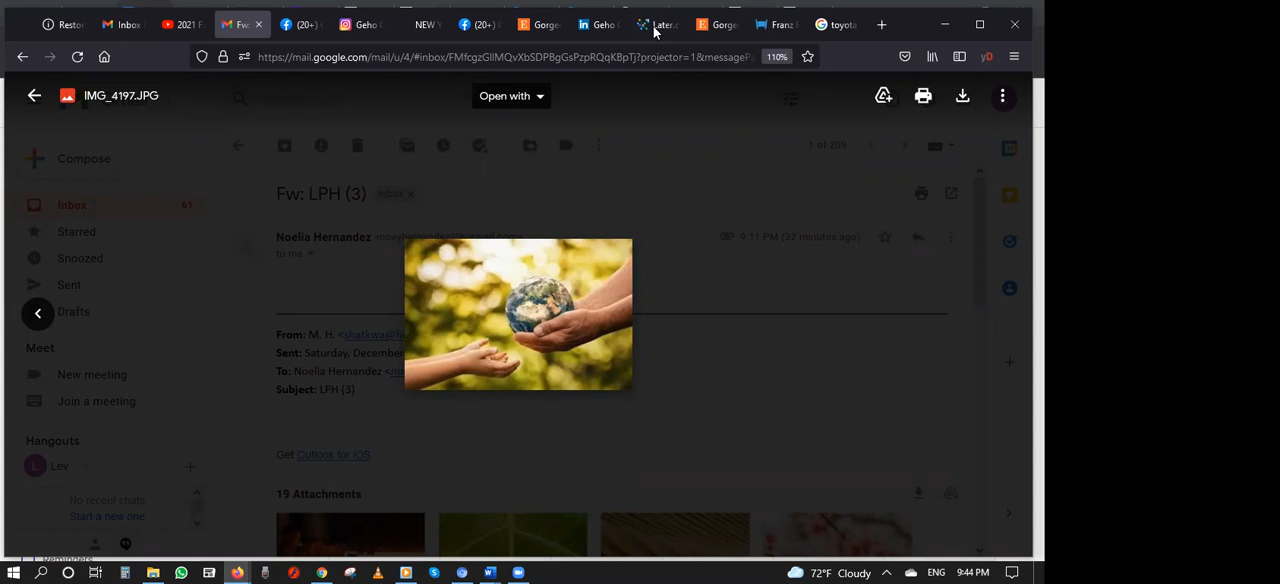 Restor
Inbox
2021 F
Fw:
(20+)
Geho
NEW Y
(20+)
Gorge
Geho
Later.c
Gorge
Franz
toyota
https://mail.google.com/mail/u/4/#inbox/FMfcgzGllMQvXbSDPBgGsPzpRQqKBpTj?projector=1&messageP
110%
IMG_4197.JPG
Open with
Compose
1 of 209
Inbox 61
Fw: LPH (3) Inbox x
Starred
Noelia Hernandez
9:11 PM (32 minutes ago)
to me
Snoozed
Sent
Drafts
From: M. H.
Meet
Sent: Saturday, December
New meeting
To: Noelia Hernandez
Subject: LPH (3)
Join a meeting
Hangouts
Lev
Get Outlook for iOS
No recent chats
Start a new one
19 Attachments
Reminders
72°F Cloudy
ENG
9:44 PM